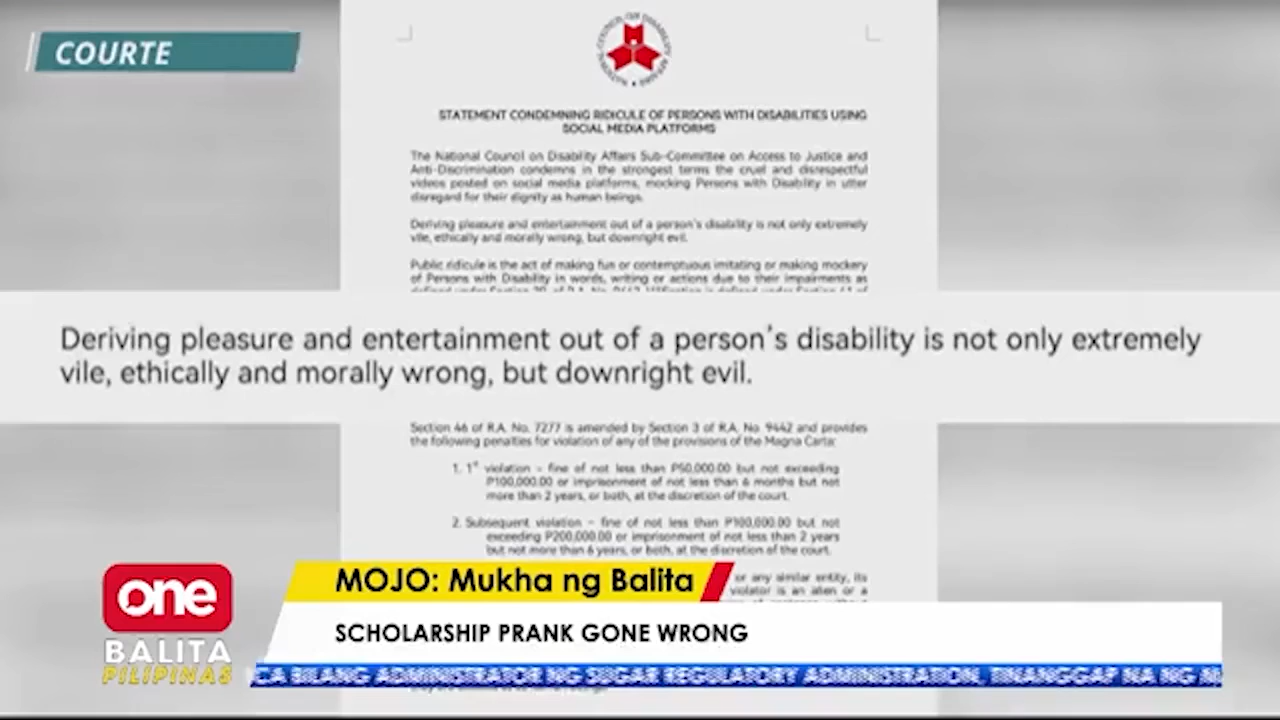 COURTE
STATEMENT CONDEMNING RIDICULE OF PERSONS WITH DISABILITIES USING
SOCIAL MEDIA PLATFORMS
The National Council on Disability Affairs Sub-Committee on Access to Justice and
Anti-Discrimination condemns in the strongest terms the cruel and disrespectful
videos posted on social media platforms, mocking Persons with Disability in utter
disregard for their dignity as human beings.
Deriving pleasure and entertainment out of a person's disability is not only extremely
vile, ethically and morally wrong, but downright evil.
Public ridicule is the act of making fun or contemptuous imitating or making mockery
of Persons with Disability in words, writing or actions due to their impairments as
Deriving pleasure and entertainment out of a person's disability is not only extremely
vile, ethically and morally wrong, but downright evil.
Section 46 of R.A. No. 7277 is amended by Section 3 of R.A. No. 9442 and provides
the following penalties for violation of any of the provisions of the Magna Carta:
1. 1st violation - fine of not less than P50,000.00 but not exceeding
P100,000.00 or imprisonment of not less than 6 months but not
more than 2 years, or both, at the discretion of the court.
2. Subsequent violation - fine of not less than P100,000.00 but not
exceeding P200,000.00 or imprisonment of not less than 2 years
but not more than 6 years, or both, at the discretion of the court.
or any similar entity, its
violator is an alien or a
MOJO: Mukha ng Balita
SCHOLARSHIP PRANK GONE WRONG
one
BALITA
PILIPINAS
CA BILANG ADMINISTRATOR NG SUGAR REGULATORY ADMINISTRATION, TINANGGAP NA NG